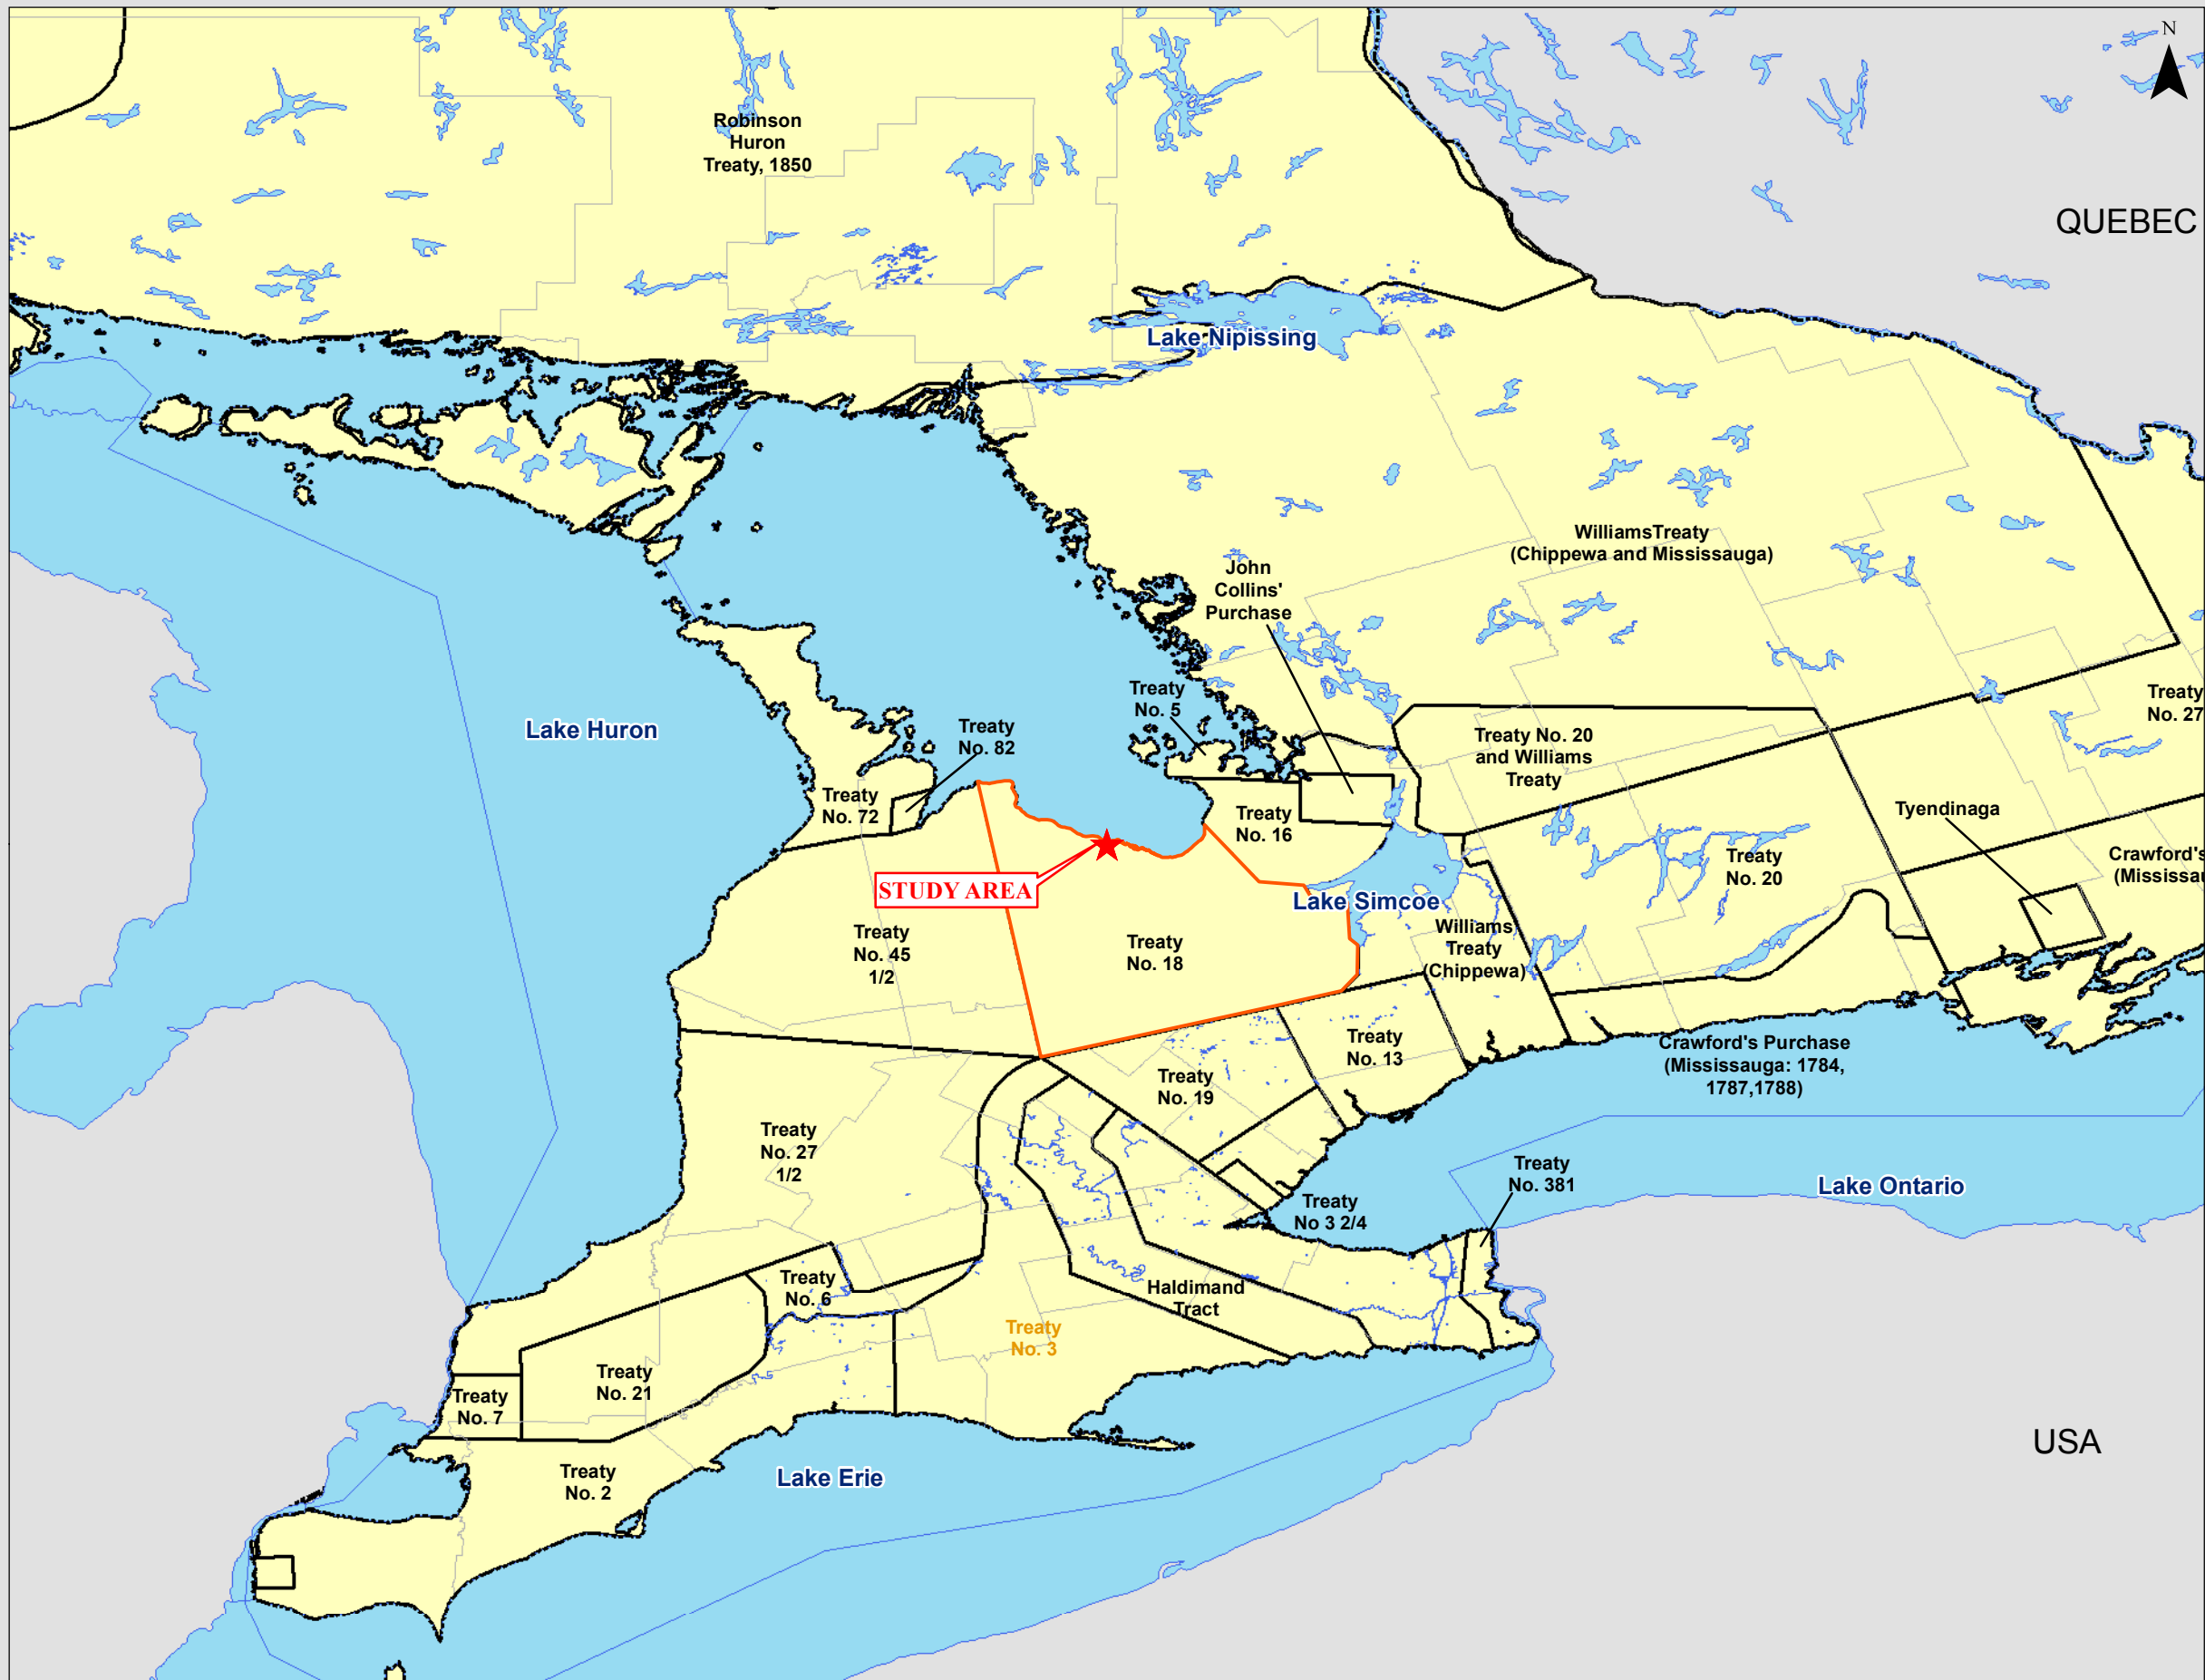 N
Robinson
Huron
Treaty, 1850
QUEBEC
Lake Nipissing
WilliamsTreaty
(Chippewa and Mississauga)
John
Collins'
Purchase
Treaty
No. 5
Treaty
No. 27
Lake Huron
Treaty
No. 82
Treaty No. 20
and Williams
Treaty
Treaty
No. 72
Treaty
No. 16
Tyendinaga
Treaty
No. 20
Crawford's
(Mississau
STUDY AREA
Lake Simcoe
Treaty
No. 45
1/2
Treaty
No. 18
Williams
Treaty
(Chippewa)
Treaty
No. 13
Crawford's Purchase
(Mississauga: 1784,
1787,1788)
Treaty
No. 19
Treaty
No. 27
1/2
Treaty
No. 381
Lake Ontario
Treaty
No 3 2/4
Treaty
No. 6
Haldimand
Tract
Treaty
No. 3
Treaty
No. 21
Treaty
No. 7
USA
Treaty
No. 2
Lake Erie